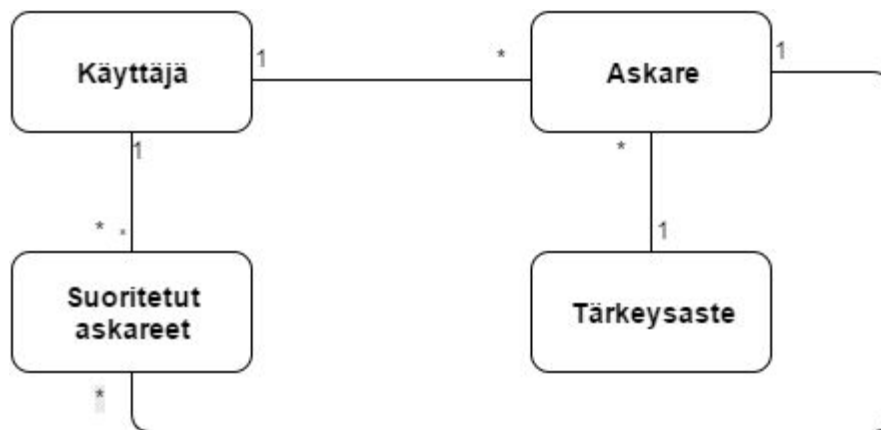 Käyttäjä
1
*
Askare
1
1
*
* *
1
Suoritetut
askareet
Tärkeysaste
*